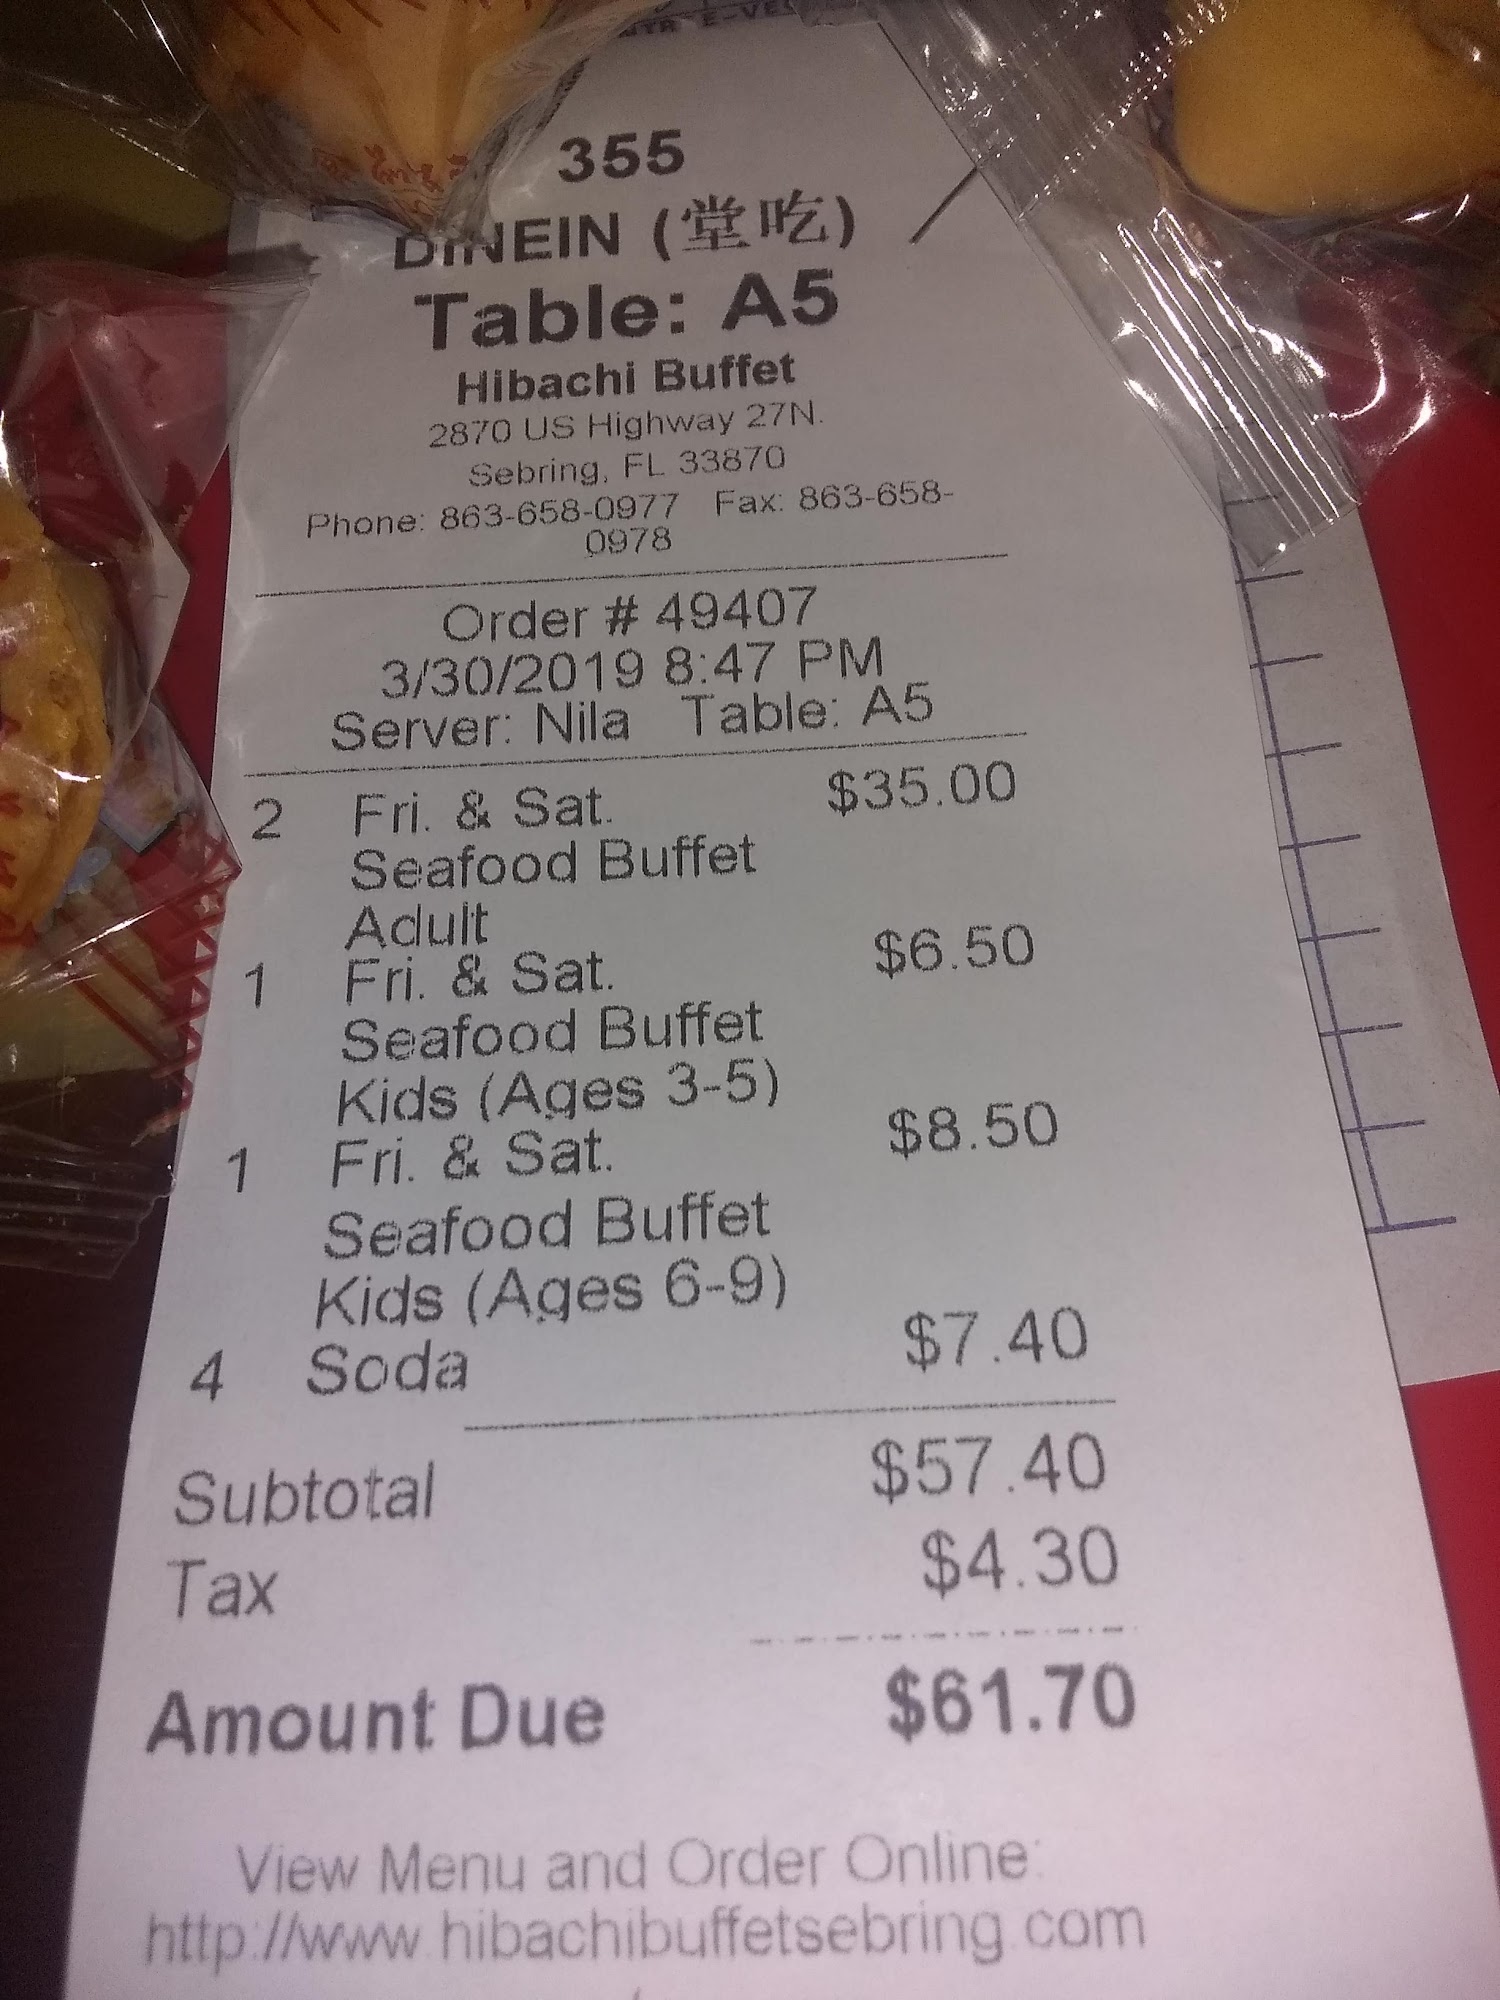 355
DINEIN (堂吃)
Table: A5
Hibachi Buffet
2870 US Highway 27N.
Sebring, FL 33870
Phone: 863-658-0977 Fax: 863-658-
0978
Order # 49407
3/30/2019 8:47 PM
Server: Nila Table: A5
2 Fri. & Sat. $35.00
Seafood Buffet
Adult
1 Fri. & Sat. $6.50
Seafood Buffet
Kids (Ages 3-5)
1 Fri. & Sat. $8.50
Seafood Buffet
Kids (Ages 6-9)
4 Soda $7.40
Subtotal $57.40
Tax $4.30
Amount Due $61.70
View Menu and Order Online:
http://www.hibachibuffetsebring.com